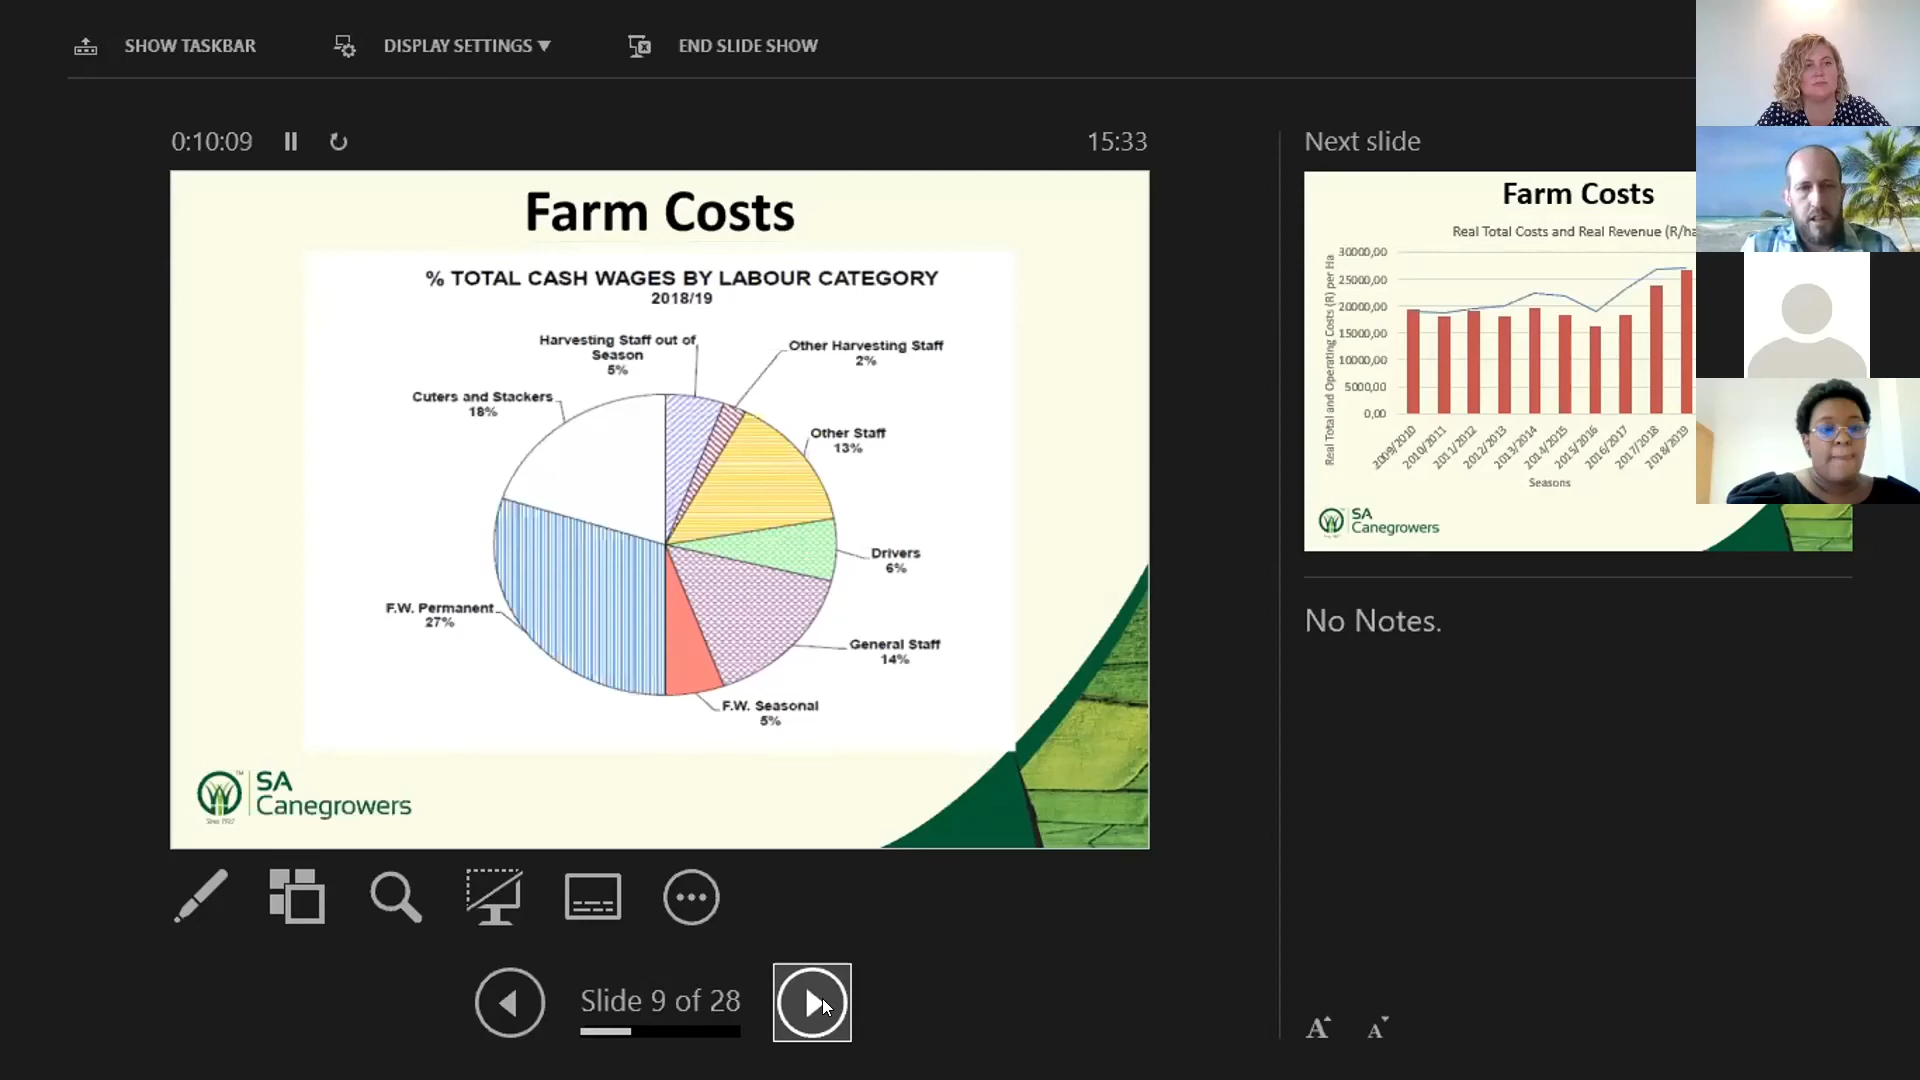 SHOW TASKBAR
DISPLAY SETTINGS
END SLIDE SHOW
0:10:09
15:33
Farm Costs
% TOTAL CASH WAGES BY LABOUR CATEGORY
2018/19
Harvesting Staff out of
Season
5%
Other Harvesting Staff
2%
Cuters and Stackers
18%
Other Staff
13%
Drivers
6%
F.W. Permanent
27%
General Staff
14%
F.W. Seasonal
5%
SA
Canegrowers
Slide 9 of 28
Next slide
Farm Costs
Real Total Costs and Real Revenue (R/ha
Real Total and Operating Costs (R) per Ha
30000,00
25000,00
20000,00
15000,00
10000,00
5000,00
0,00
2009/2010
2010/2011
2011/2012
2012/2013
2013/2014
2014/2015
2015/2016
2016/2017
2017/2018
2018/2019
Seasons
SA
Canegrowers
No Notes.
A
A